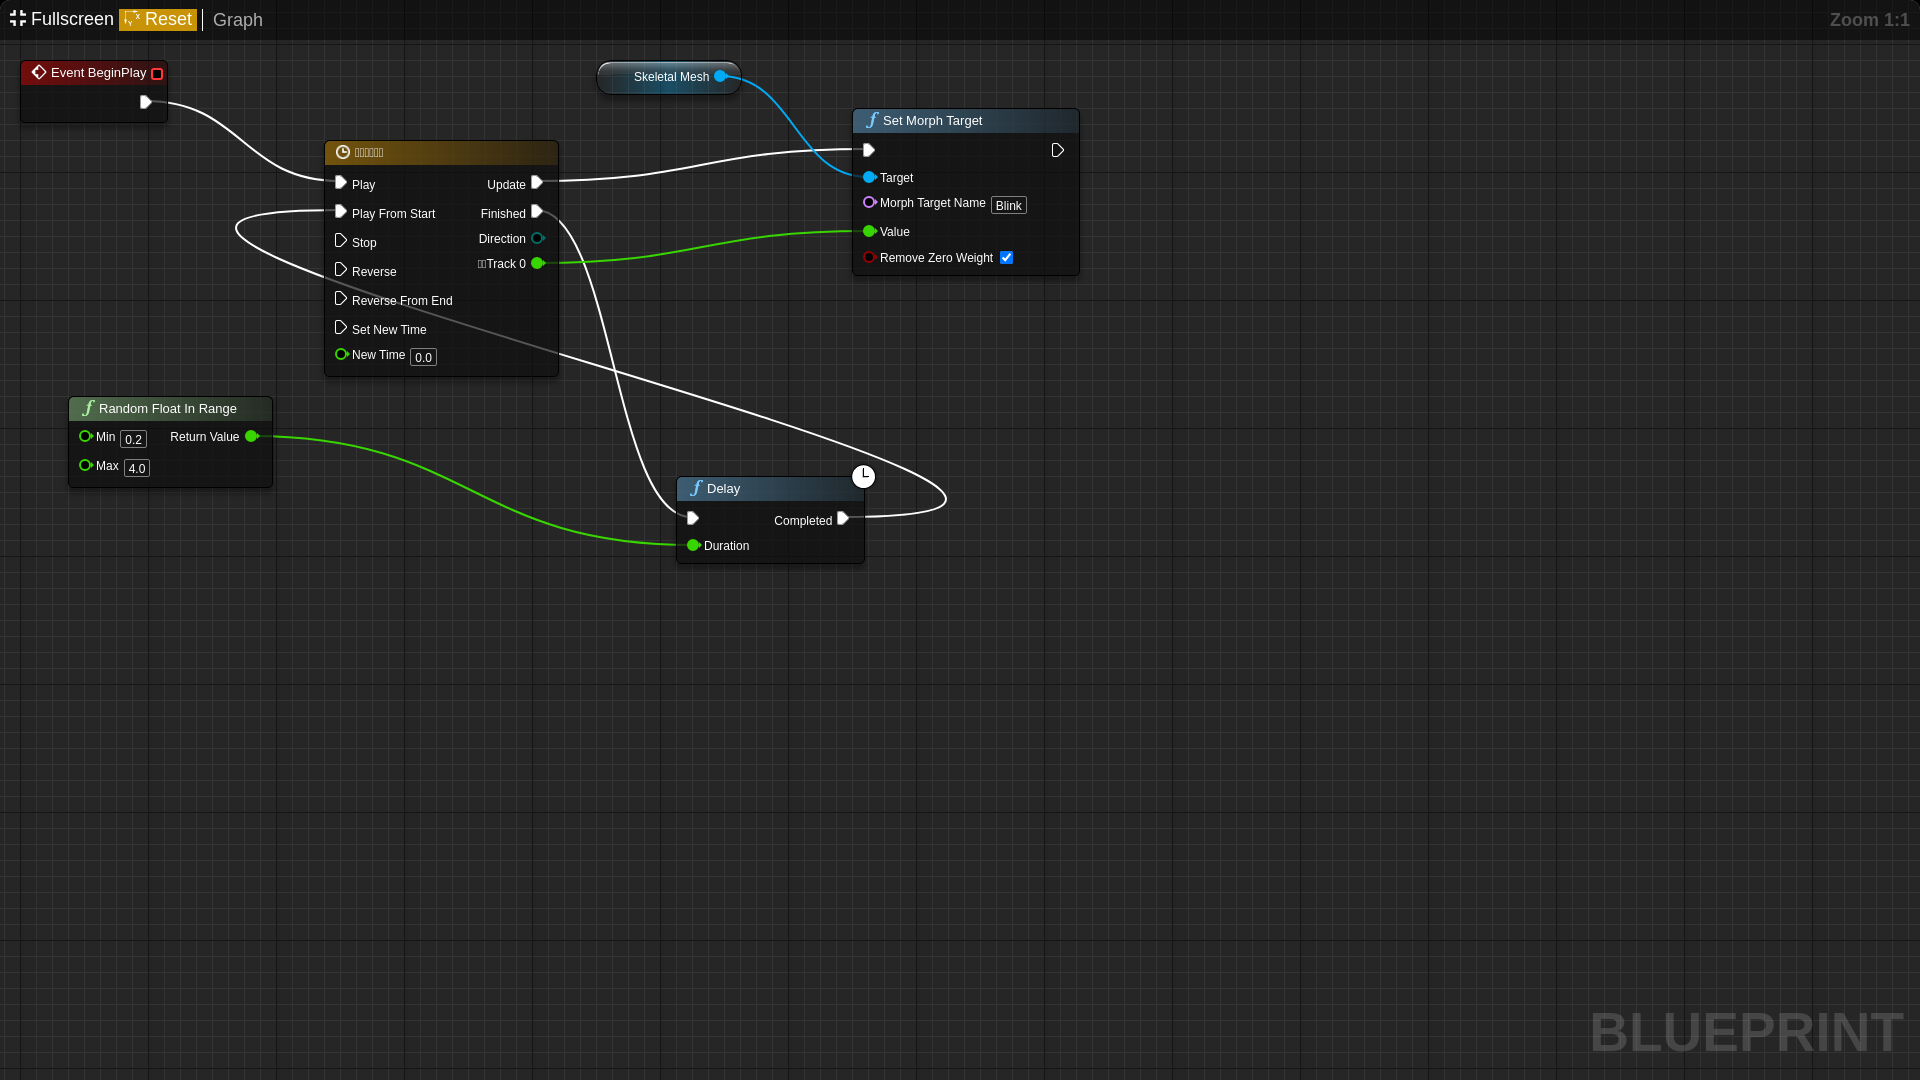 Fullscreen Reset Graph Zoom 1:1
Event BeginPlay
Skeletal Mesh
Set Morph Target
Target
Morph Target Name Blink
Value
Remove Zero Weight
Play Update
Play From Start Finished
Stop Direction
Reverse Track 0
Reverse From End
Set New Time
New Time 0.0
Random Float In Range
Min 0.2 Return Value
Max 4.0
Delay
Completed
Duration
BLUEPRINT